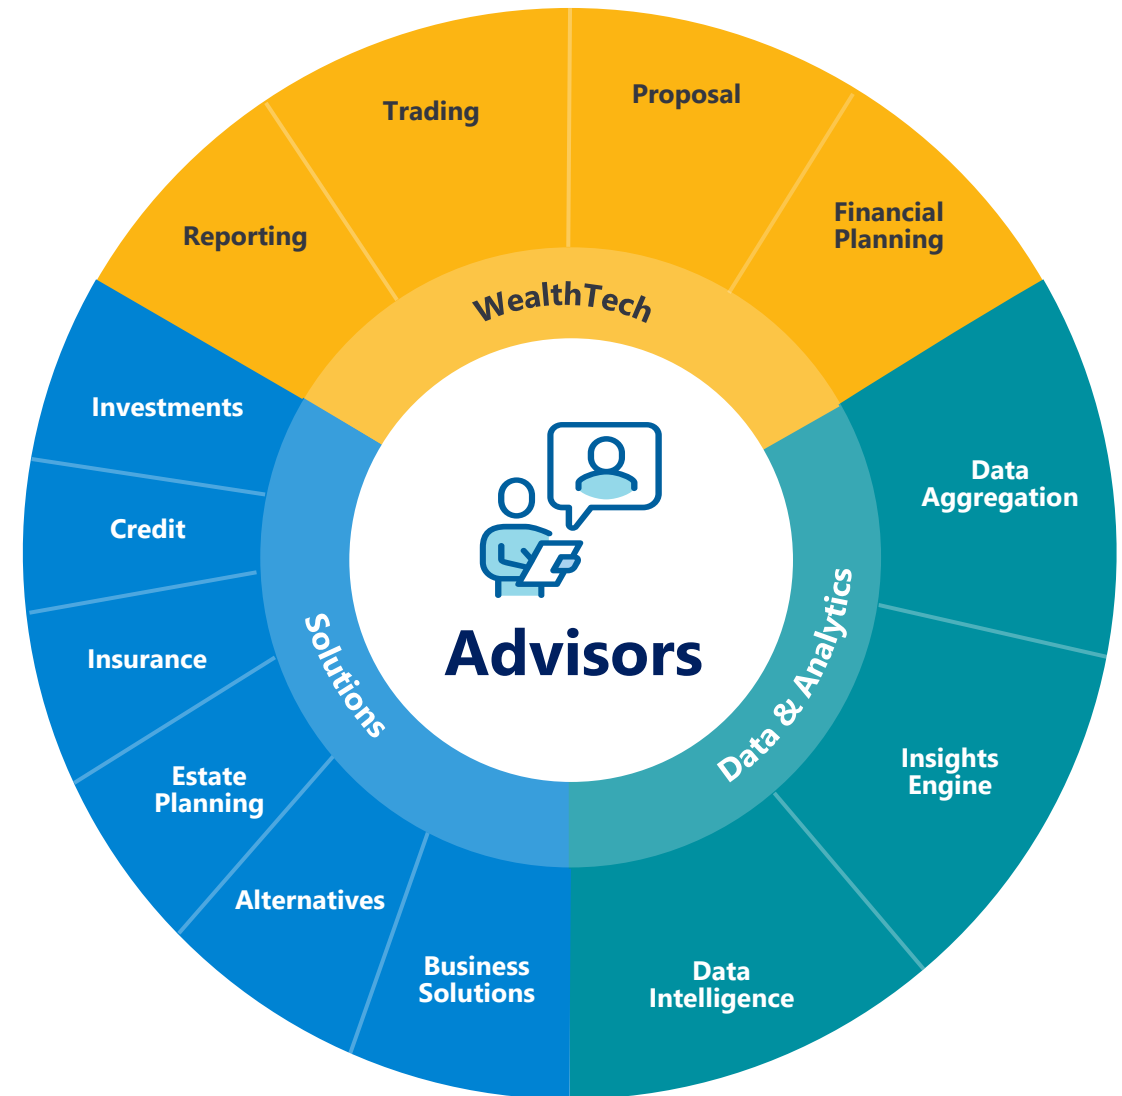 Proposal
Trading
Financial
Planning
Reporting
WealthTech
Investments
Data
Aggregation
Credit
Insurance
Solutions
Advisors
Data & Analytics
Insights
Engine
Estate
Planning
Alternatives
Business
Solutions
Data
Intelligence